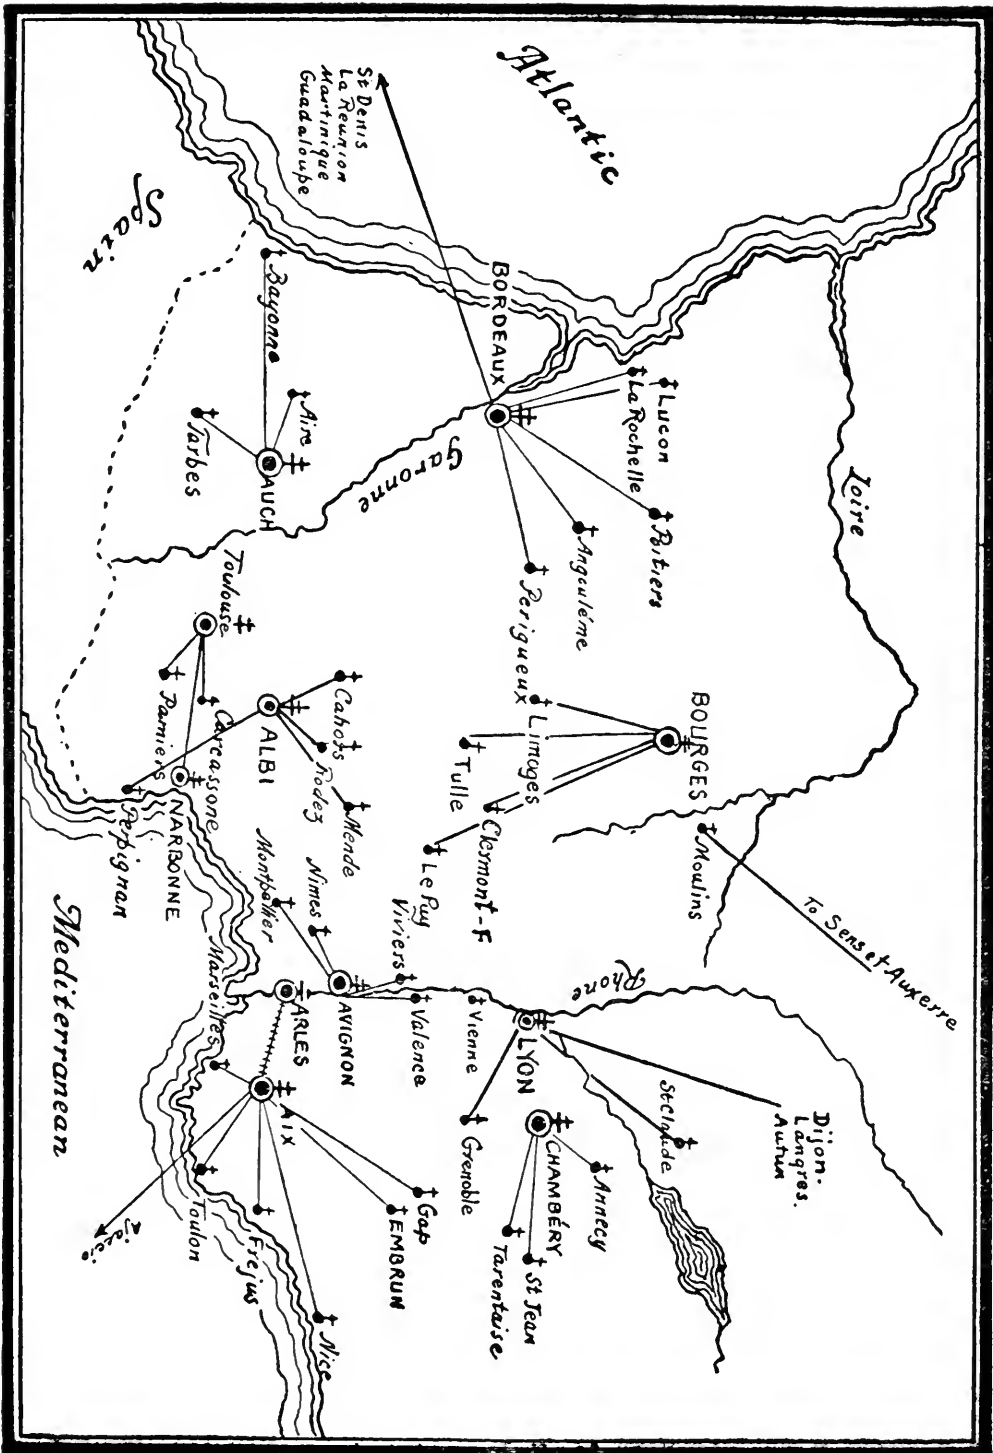 Atlantic
St Denis
La Reunion
Martinique
Guadaloupe
Spain
BORDEAUX
Lucon
La Rochelle
Poitiers
Angouléme
Perigueux
Loire
Garonne
Bayonne
Aire
Tarbes
AUCH
Toulouse
Pamiers
Carcassone
NARBONNE
Perpignan
ALBI
Cahors
Rodez
Mende
BOURGES
Limoges
Tulle
Clermont-F
Le Puy
Moulins
To Sens et Auxerre
Montpellier
Nimes
Viviers
AVIGNON
Valence
Vienne
Rhone
LYON
Grenoble
St Claude
Dijon.
Langres.
Autun
CHAMBÉRY
Annecy
St Jean
Tarentaise
ARLES
Marseilles
AIX
Gap
EMBRUN
Nice
Frejus
Toulon
Ajaccio
Mediterranean